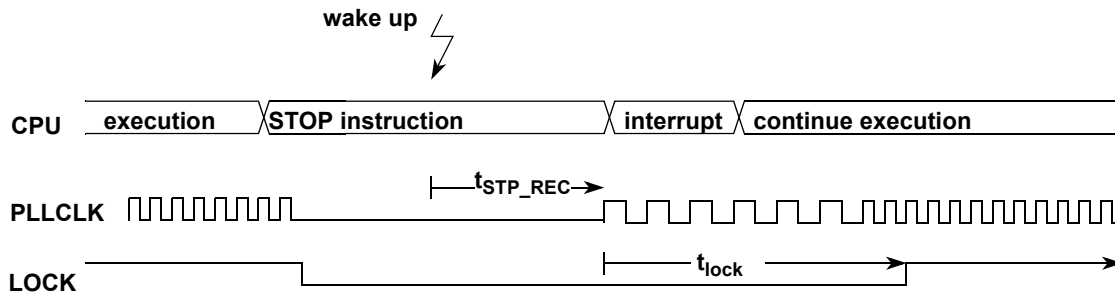 wake up
CPU execution STOP instruction interrupt continue execution
tSTP_REC
PLLCLK
tlock
LOCK